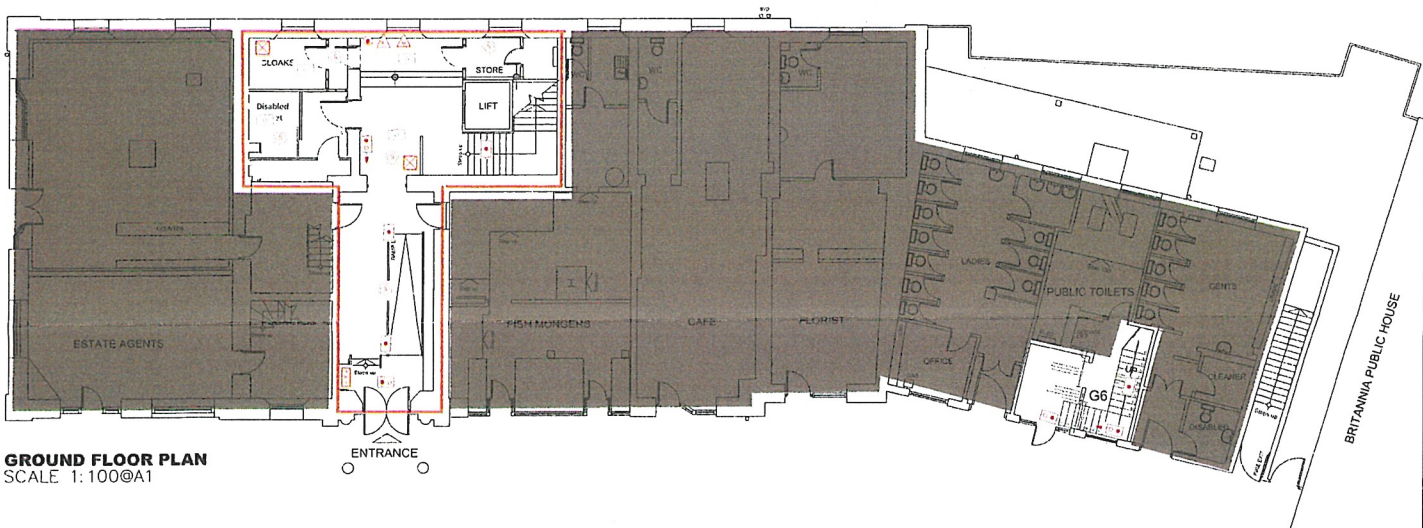 CLOAKS
STORE
Disabled
LIFT
WC
WC
WC
ESTATE AGENTS
FISH MONGERS
CAFE
FLORIST
LADIES
PUBLIC TOILETS
GENTS
OFFICE
CLEANER
DISABLED
UP
G6
ENTRANCE
BRITANNIA PUBLIC HOUSE
GROUND FLOOR PLAN
SCALE 1:100@A1